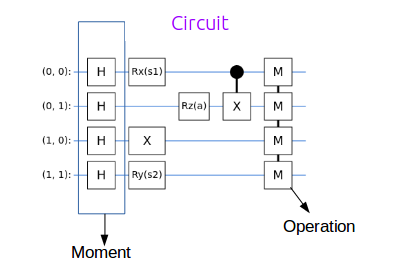 Circuit
(0, 0): H Rx(s1) M
(0, 1): H Rz(a) X M
(1, 0): H X M
(1, 1): H Ry(s2) M
Operation
Moment